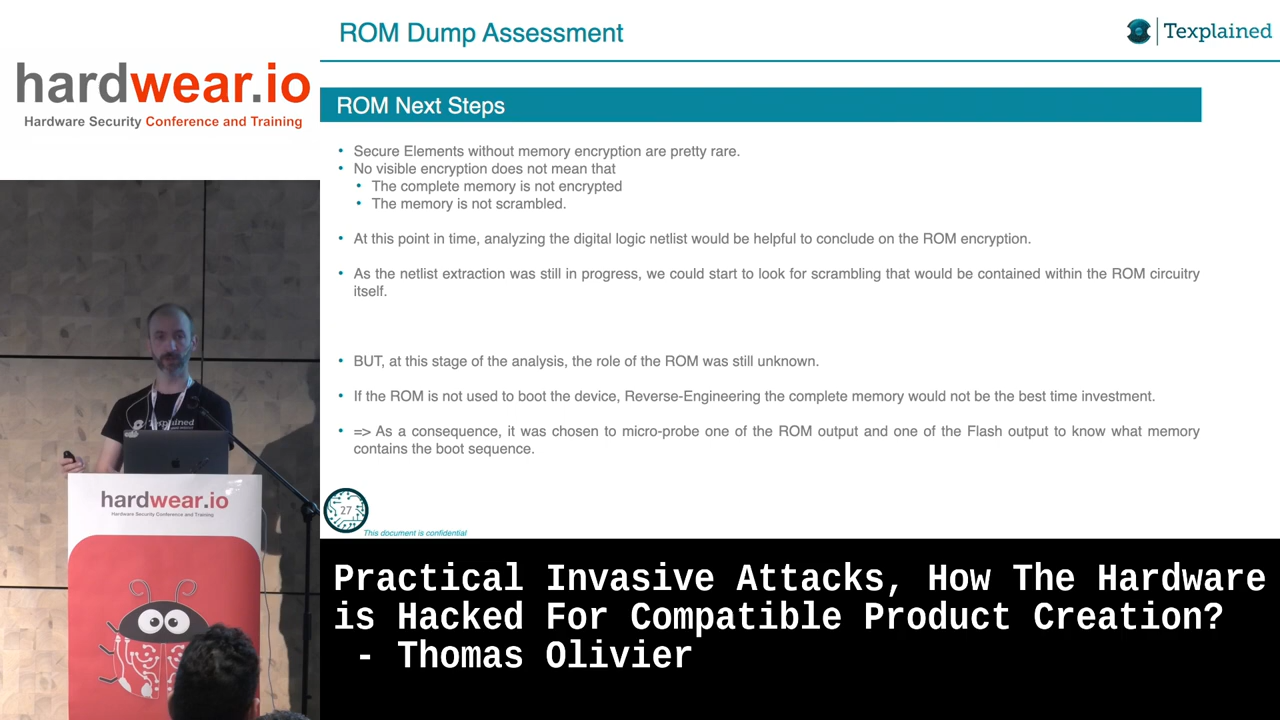 ROM Dump Assessment
Texplained
hardwear.io
Hardware Security Conference and Training
ROM Next Steps
• Secure Elements without memory encryption are pretty rare.
• No visible encryption does not mean that
• The complete memory is not encrypted
• The memory is not scrambled.
• At this point in time, analyzing the digital logic netlist would be helpful to conclude on the ROM encryption.
• As the netlist extraction was still in progress, we could start to look for scrambling that would be contained within the ROM circuitry
itself.
• BUT, at this stage of the analysis, the role of the ROM was still unknown.
• If the ROM is not used to boot the device, Reverse-Engineering the complete memory would not be the best time investment.
• => As a consequence, it was chosen to micro-probe one of the ROM output and one of the Flash output to know what memory
contains the boot sequence.
27
This document is confidential
Texplained
hardwear.io
Hardware Security Conference and Training
Practical Invasive Attacks, How The Hardware
is Hacked For Compatible Product Creation?
- Thomas Olivier